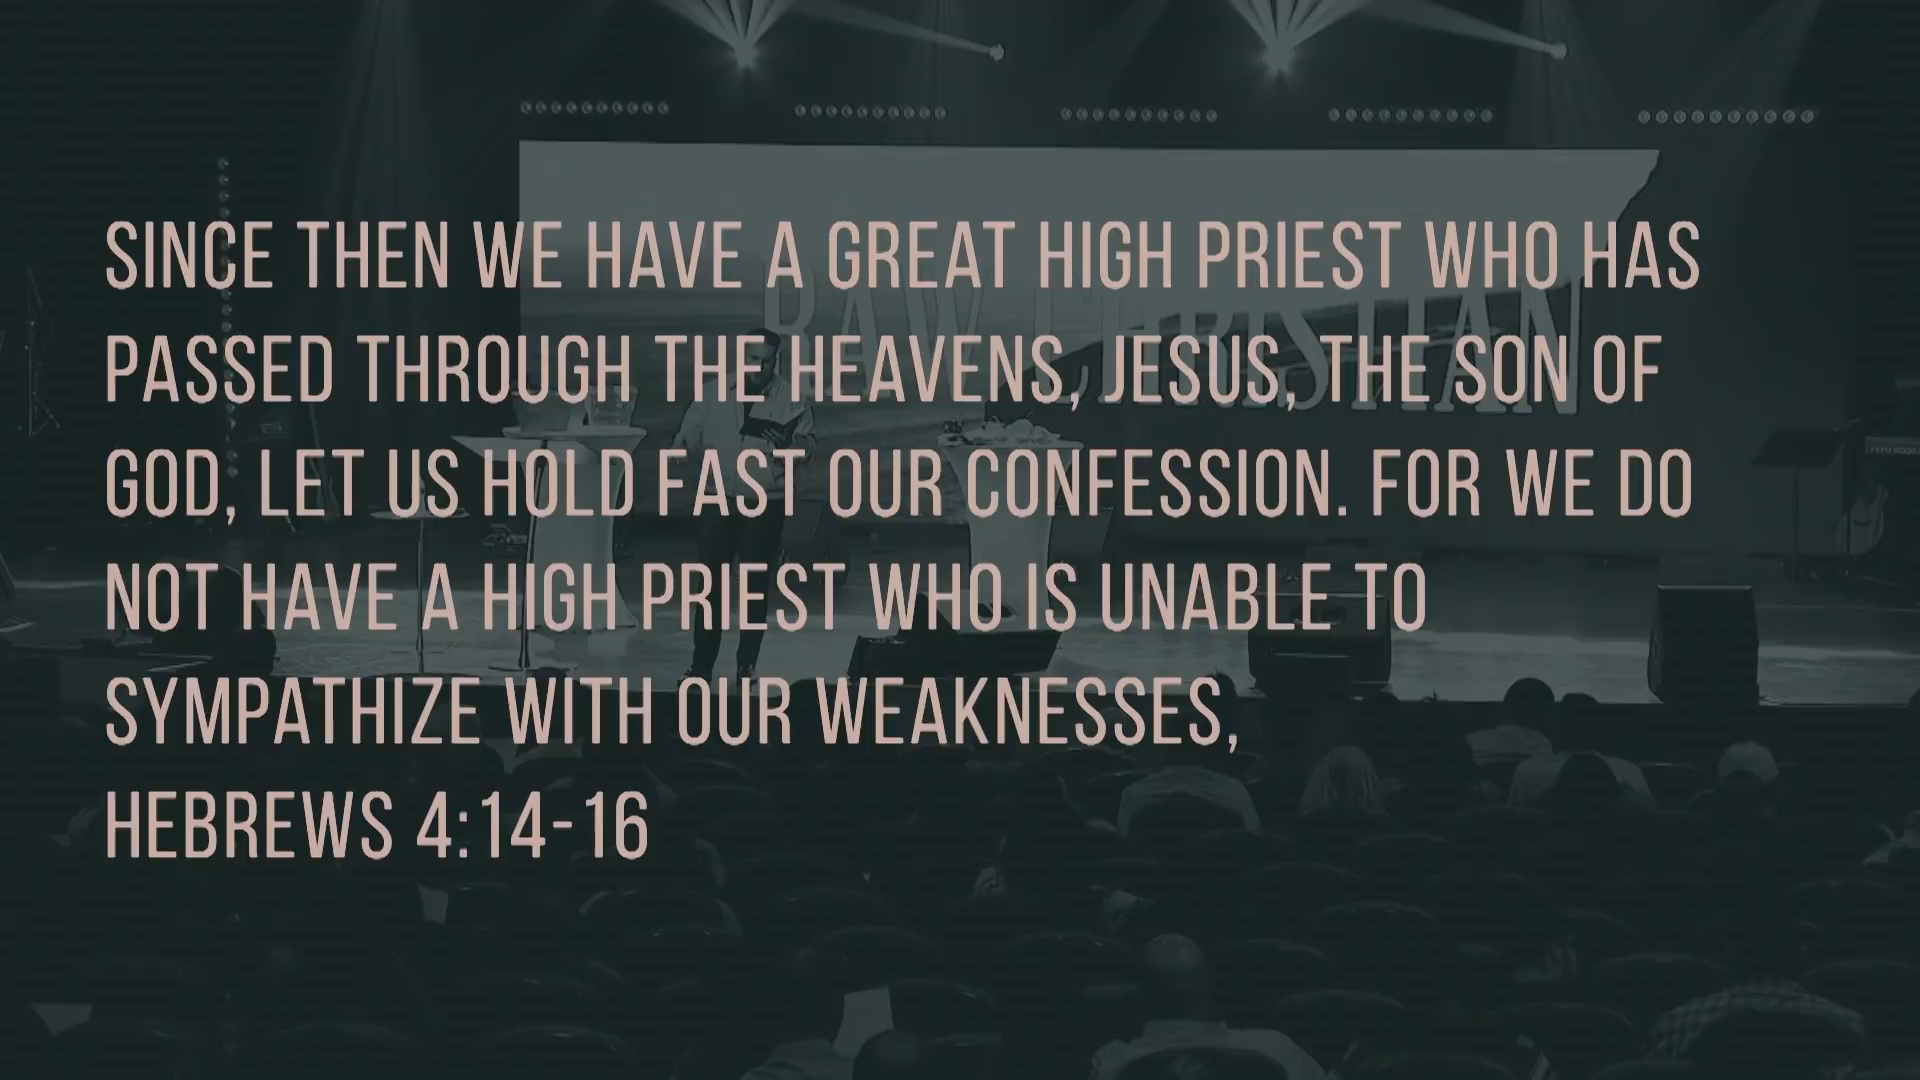 SINCE THEN WE HAVE A GREAT HIGH PRIEST WHO HAS
PASSED THROUGH THE HEAVENS, JESUS, THE SON OF
GOD, LET US HOLD FAST OUR CONFESSION. FOR WE DO
NOT HAVE A HIGH PRIEST WHO IS UNABLE TO
SYMPATHIZE WITH OUR WEAKNESSES,
HEBREWS 4:14-16
RAW CHRISTIAN